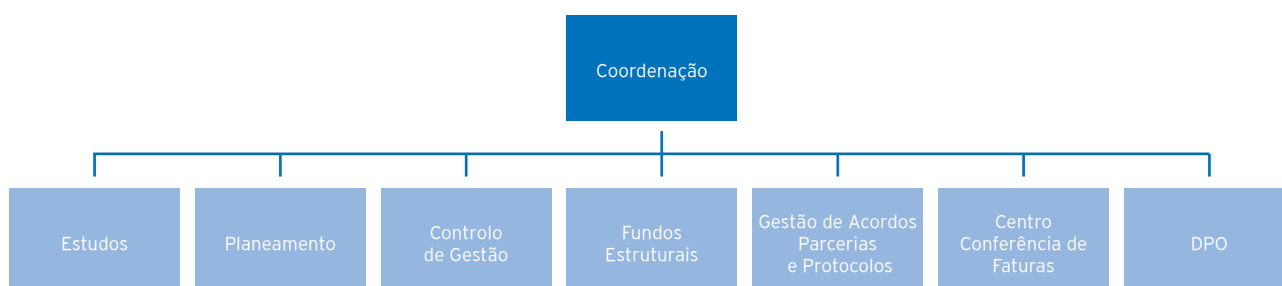 Coordenação
Estudos
Planeamento
Controlo
de Gestão
Fundos
Estruturais
Gestão de Acordos
Parcerias
e Protocolos
Centro
Conferência de
Faturas
DPO